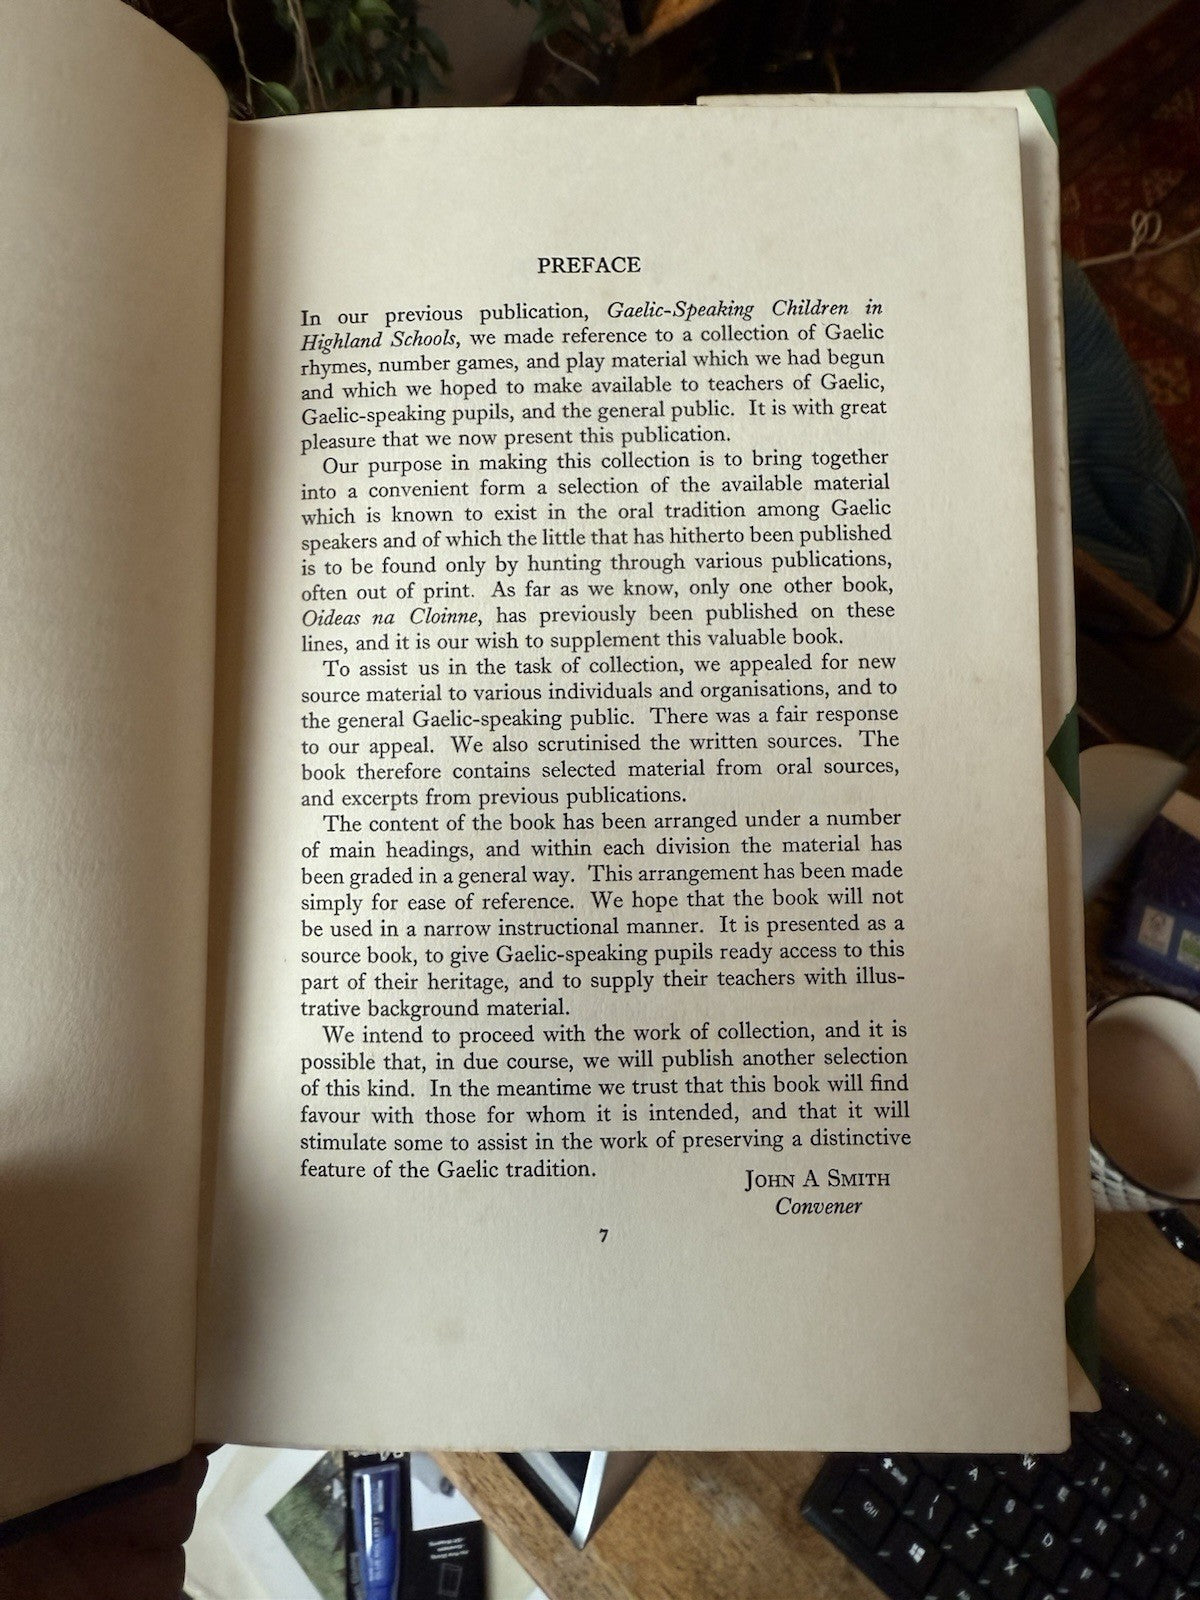 PREFACE
In our previous publication, Gaelic-Speaking Children in
Highland Schools, we made reference to a collection of Gaelic
rhymes, number games, and play material which we had begun
and which we hoped to make available to teachers of Gaelic,
Gaelic-speaking pupils, and the general public. It is with great
pleasure that we now present this publication.
Our purpose in making this collection is to bring together
into a convenient form a selection of the available material
which is known to exist in the oral tradition among Gaelic
speakers and of which the little that has hitherto been published
is to be found only by hunting through various publications,
often out of print. As far as we know, only one other book,
Oideas na Cloinne, has previously been published on these
lines, and it is our wish to supplement this valuable book.
To assist us in the task of collection, we appealed for new
source material to various individuals and organisations, and to
the general Gaelic-speaking public. There was a fair response
to our appeal. We also scrutinised the written sources. The
book therefore contains selected material from oral sources,
and excerpts from previous publications.
The content of the book has been arranged under a number
of main headings, and within each division the material has
been graded in a general way. This arrangement has been made
simply for ease of reference. We hope that the book will not
be used in a narrow instructional manner. It is presented as a
source book, to give Gaelic-speaking pupils ready access to this
part of their heritage, and to supply their teachers with illus-
trative background material.
We intend to proceed with the work of collection, and it is
possible that, in due course, we will publish another selection
of this kind. In the meantime we trust that this book will find
favour with those for whom it is intended, and that it will
stimulate some to assist in the work of preserving a distinctive
feature of the Gaelic tradition.
JOHN A SMITH
Convener
7